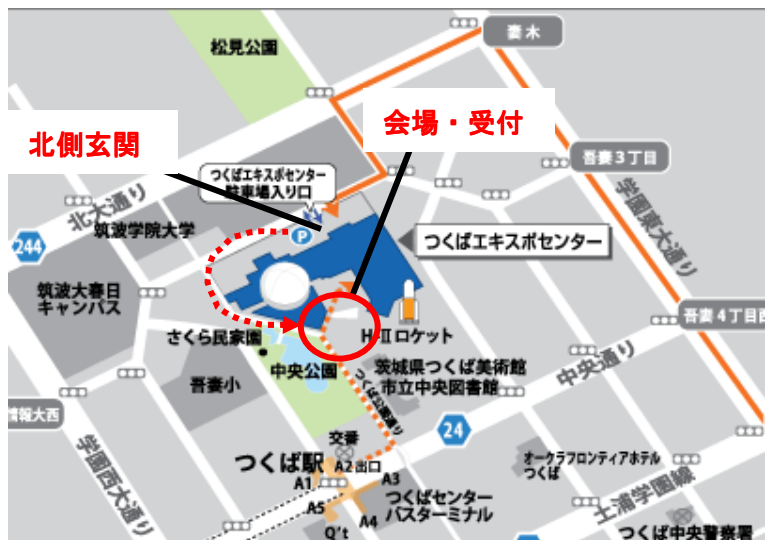 妻木
松見公園
会場・受付
北側玄関
吾妻3丁目
つくばエキスポセンター
駐車場入り口
北大通り
学園東大通り
筑波学院大学
P
つくばエキスポセンター
244
筑波大春日
キャンパス
吾妻4丁目西
さくら民家園
H-IIロケット
中央通り
中央公園
茨城県つくば美術館
市立中央図書館
つくば公園通り
吾妻小
情報大西
24
交番
学園西大通り
つくば駅
A2出口
オークラフロンティアホテル
つくば
A1
A3
土浦学園線
つくばセンター
バスターミナル
A5
A4
Q't
つくば中央警察署